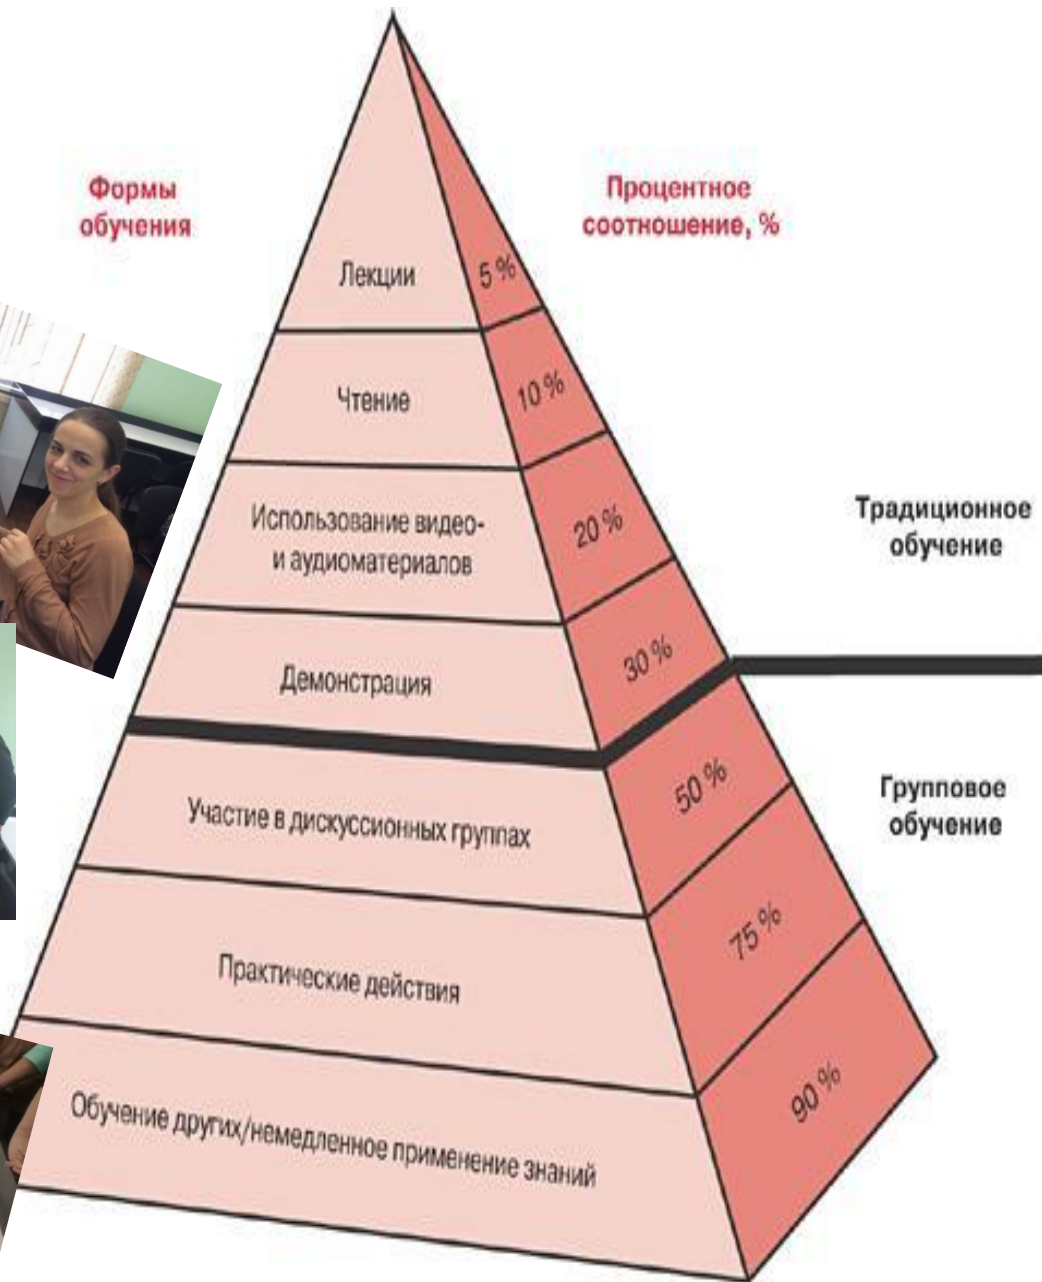 Формы
обучения
Процентное
соотношение, %
Лекции
5 %
Чтение
10 %
Использование видео-
и аудиоматериалов
20 %
Демонстрация
30 %
Традиционное
обучение
Участие в дискуссионных группах
50 %
Групповое
обучение
Практические действия
75 %
Обучение других/немедленное применение знаний
90 %